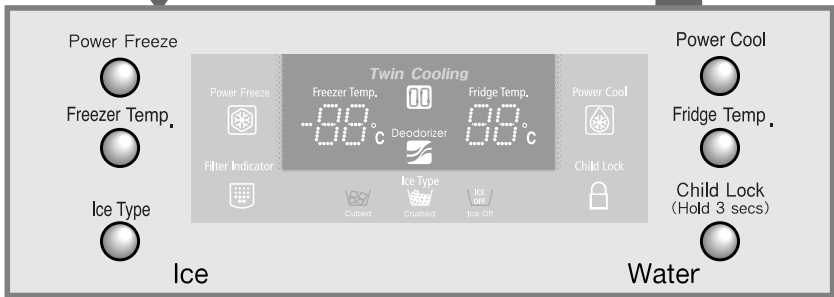 Power Freeze
Freezer Temp.
Ice Type
Ice
Twin Cooling
Power Freeze
Freezer Temp.
Fridge Temp.
Power Cool
-88°c
88°c
Deodorizer
Filter Indicator
Child Lock
Ice Type
ICE
OFF
Cubed
Crushed
Ice Off
Power Cool
Fridge Temp.
Child Lock
(Hold 3 secs)
Water